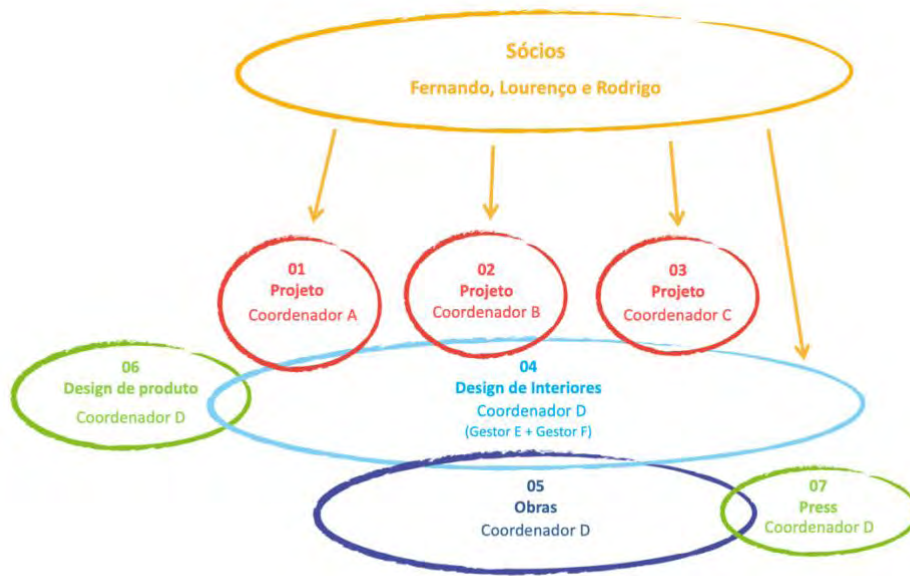 Sócios
Fernando, Lourenço e Rodrigo
01
Projeto
Coordenador A
02
Projeto
Coordenador B
03
Projeto
Coordenador C
06
Design de produto
Coordenador D
04
Design de Interiores
Coordenador D
(Gestor E + Gestor F)
05
Obras
Coordenador D
07
Press
Coordenador D